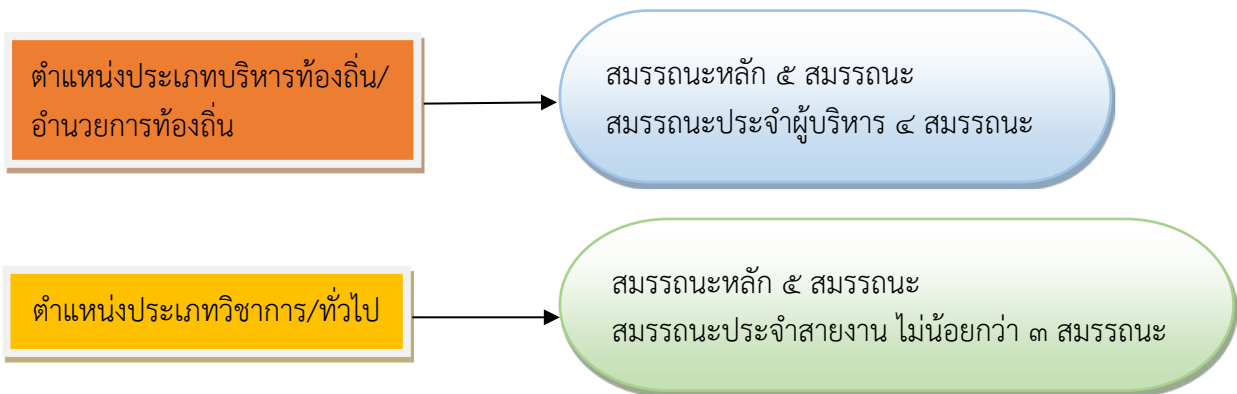 ตำแหน่งประเภทบริหารท้องถิ่น/
อำนวยการท้องถิ่น
สมรรถนะหลัก ๕ สมรรถนะ
สมรรถนะประจำผู้บริหาร ๔ สมรรถนะ
ตำแหน่งประเภทวิชาการ/ทั่วไป
สมรรถนะหลัก ๕ สมรรถนะ
สมรรถนะประจำสายงาน ไม่น้อยกว่า ๓ สมรรถนะ